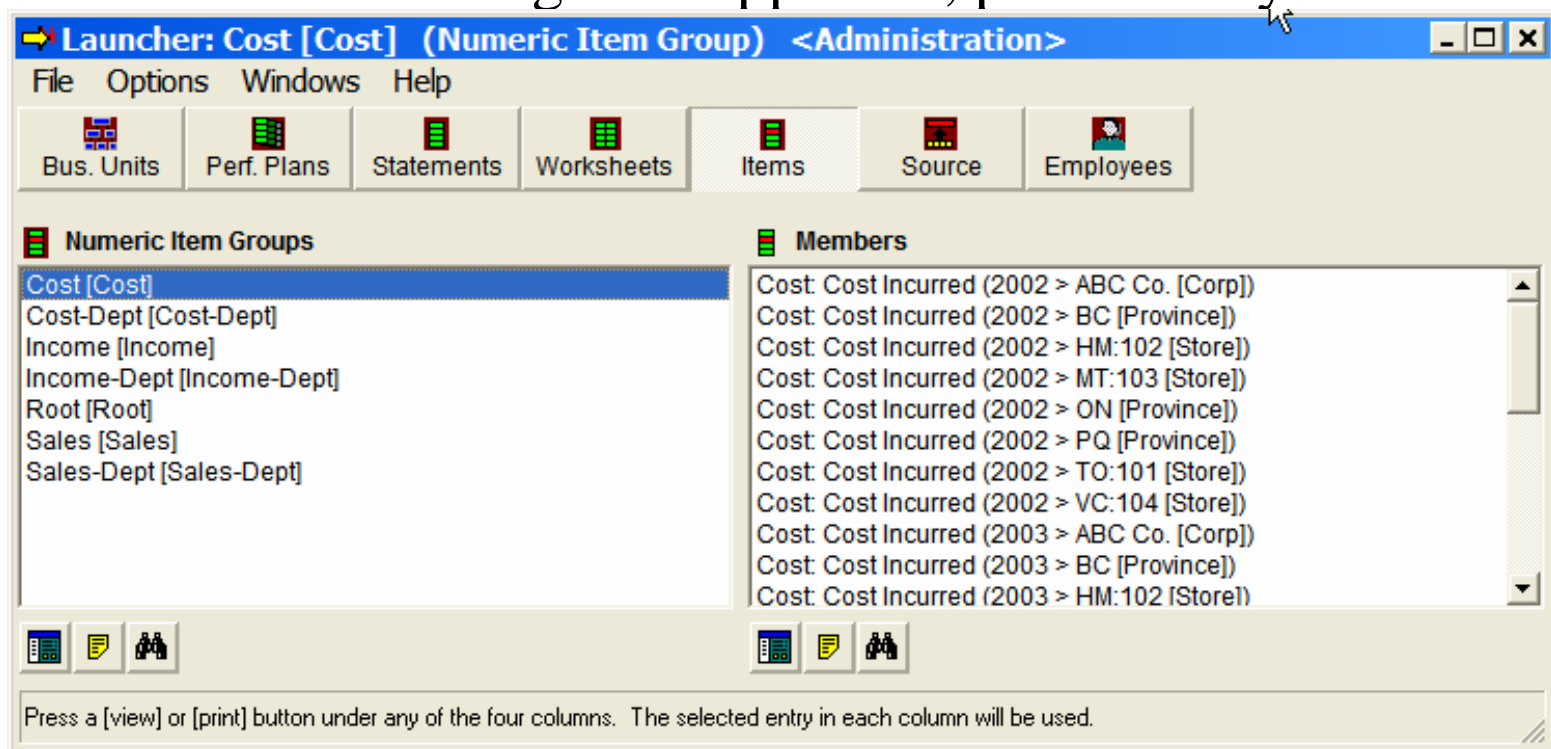 Launcher: Cost [Cost] (Numeric Item Group) <Administration>
File Options Windows Help
Bus. Units Perf. Plans Statements Worksheets Items Source Employees
Numeric Item Groups Members
Cost [Cost]
Cost-Dept [Cost-Dept]
Income [Income]
Income-Dept [Income-Dept]
Root [Root]
Sales [Sales]
Sales-Dept [Sales-Dept]
Cost: Cost Incurred (2002 > ABC Co. [Corp])
Cost: Cost Incurred (2002 > BC [Province])
Cost: Cost Incurred (2002 > HM:102 [Store])
Cost: Cost Incurred (2002 > MT:103 [Store])
Cost: Cost Incurred (2002 > ON [Province])
Cost: Cost Incurred (2002 > PQ [Province])
Cost: Cost Incurred (2002 > TO:101 [Store])
Cost: Cost Incurred (2002 > VC:104 [Store])
Cost: Cost Incurred (2003 > ABC Co. [Corp])
Cost: Cost Incurred (2003 > BC [Province])
Cost: Cost Incurred (2003 > HM:102 [Store])
Press a [view] or [print] button under any of the four columns. The selected entry in each column will be used.